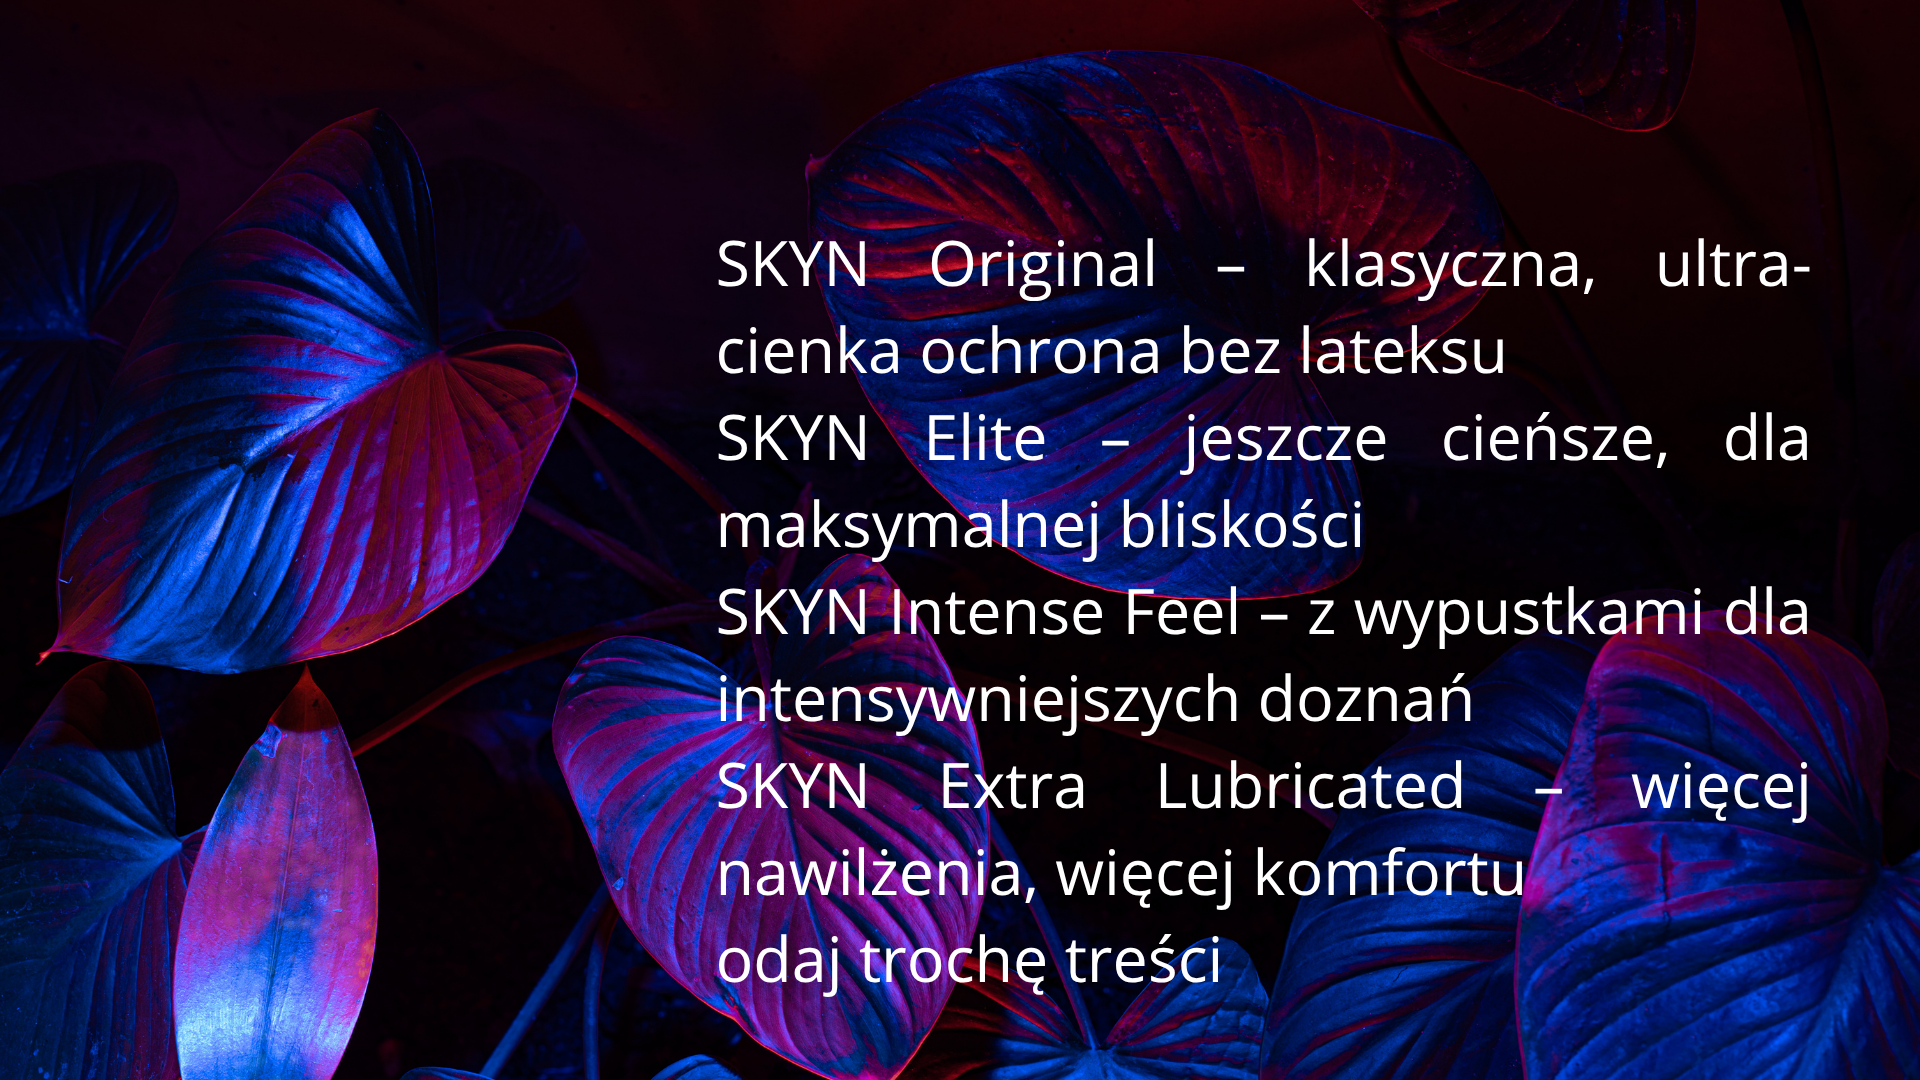 SKYN Original – klasyczna, ultra-
cienka ochrona bez lateksu
SKYN Elite – jeszcze cieńsze, dla
maksymalnej bliskości
SKYN Intense Feel – z wypustkami dla
intensywniejszych doznań
SKYN Extra Lubricated – więcej
nawilżenia, więcej komfortu
odaj trochę treści